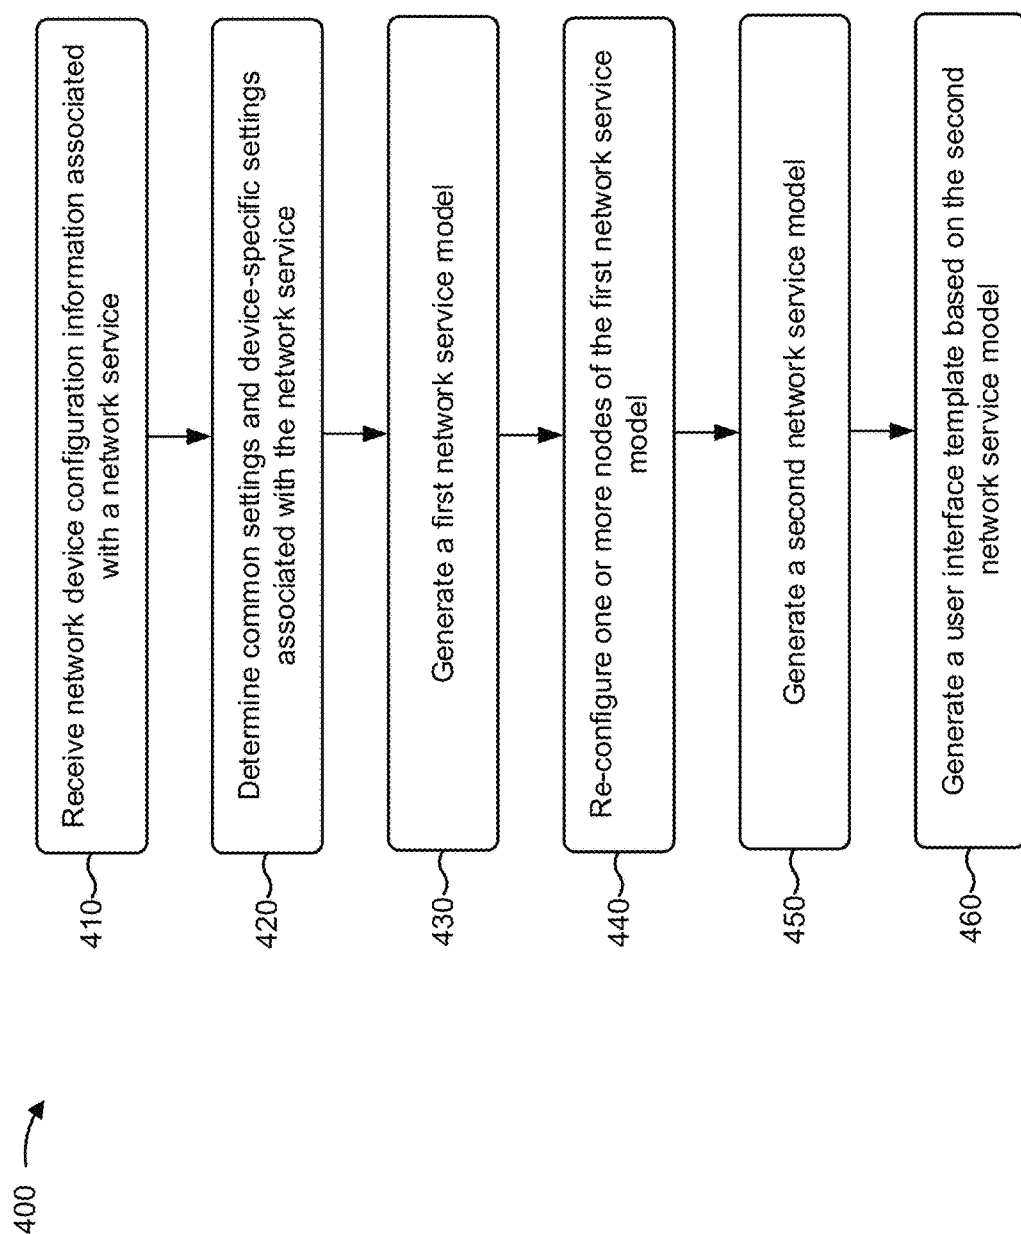 400
410
Receive network device configuration information associated
with a network service
420
Determine common settings and device-specific settings
associated with the network service
430
Generate a first network service model
440
Re-configure one or more nodes of the first network service
model
450
Generate a second network service model
460
Generate a user interface template based on the second
network service model